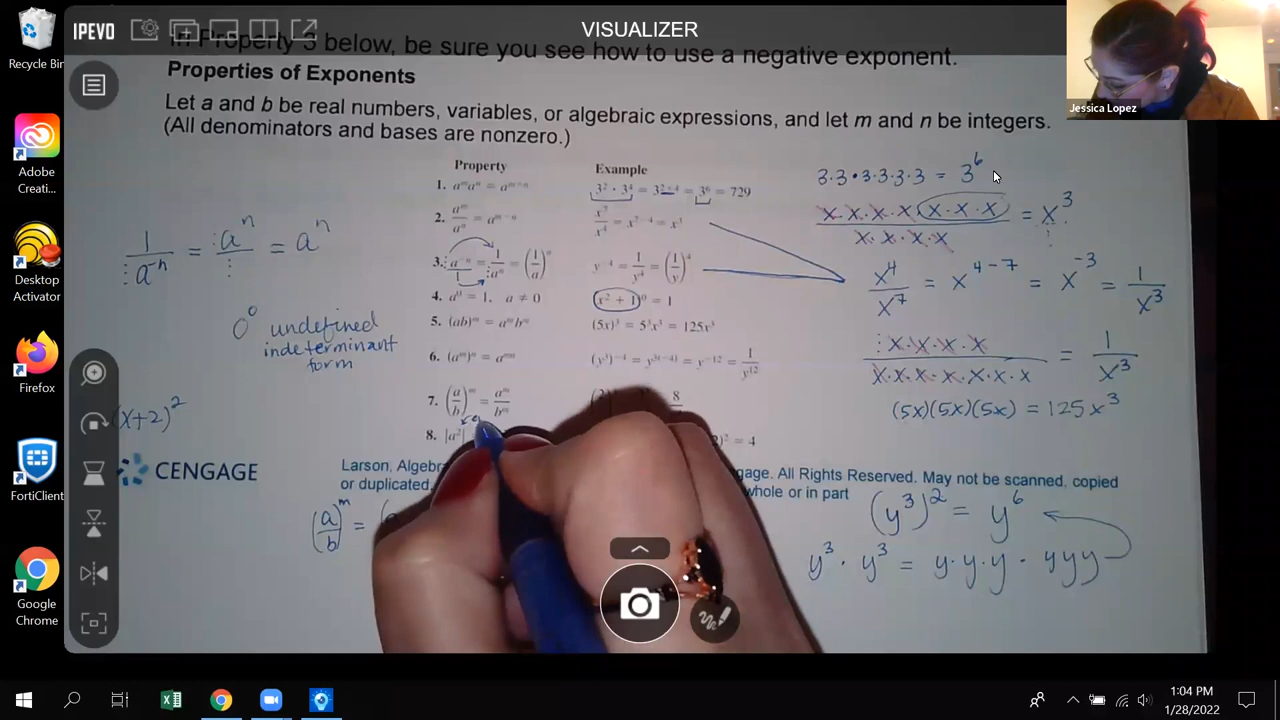 IPEVO
VISUALIZER
In Property 3 below, be sure you see how to use a negative exponent.
Properties of Exponents
Let a and b be real numbers, variables, or algebraic expressions, and let m and n be integers.
(All denominators and bases are nonzero.)
Property Example
1. aᵐaⁿ = aᵐ⁺ⁿ 3² · 3⁴ = 3²⁺⁴ = 3⁶ = 729
2. aᵐ/aⁿ = aᵐ⁻ⁿ x⁷/x⁴ = x⁷⁻⁴ = x³
3. a⁻ⁿ = 1/aⁿ = (1/a)ⁿ y⁻⁴ = 1/y⁴ = (1/y)⁴
4. a⁰ = 1, a ≠ 0 (x² + 1)⁰ = 1
5. (ab)ᵐ = aᵐbᵐ (5x)³ = 5³x³ = 125x³
6. (aᵐ)ⁿ = aᵐⁿ (y³)⁻⁴ = y³⁽⁻⁴⁾ = y⁻¹² = 1/y¹²
7. (a/b)ᵐ = aᵐ/bᵐ 8
8. |a²| )² = 4
3·3·3·3·3·3 = 3⁶
x·x·x·x·x·x·x / x·x·x·x = x³
x⁴/x⁷ = x⁴⁻⁷ = x⁻³ = 1/x³
x·x·x·x / x·x·x·x·x·x·x = 1/x³
(5x)(5x)(5x) = 125x³
1/a⁻ⁿ = aⁿ = aⁿ
0⁰ undefined
indeterminant
form
(x+2)²
CENGAGE
Larson, Algebr gage. All Rights Reserved. May not be scanned, copied
or duplicated, whole or in part
(a/b)ᵐ =
(y³)² = y⁶
y³ · y³ = y·y·y · yyy
Jessica Lopez
Recycle Bin
Adobe
Creati...
Desktop
Activator
Firefox
FortiClient
Google
Chrome
1:04 PM
1/28/2022